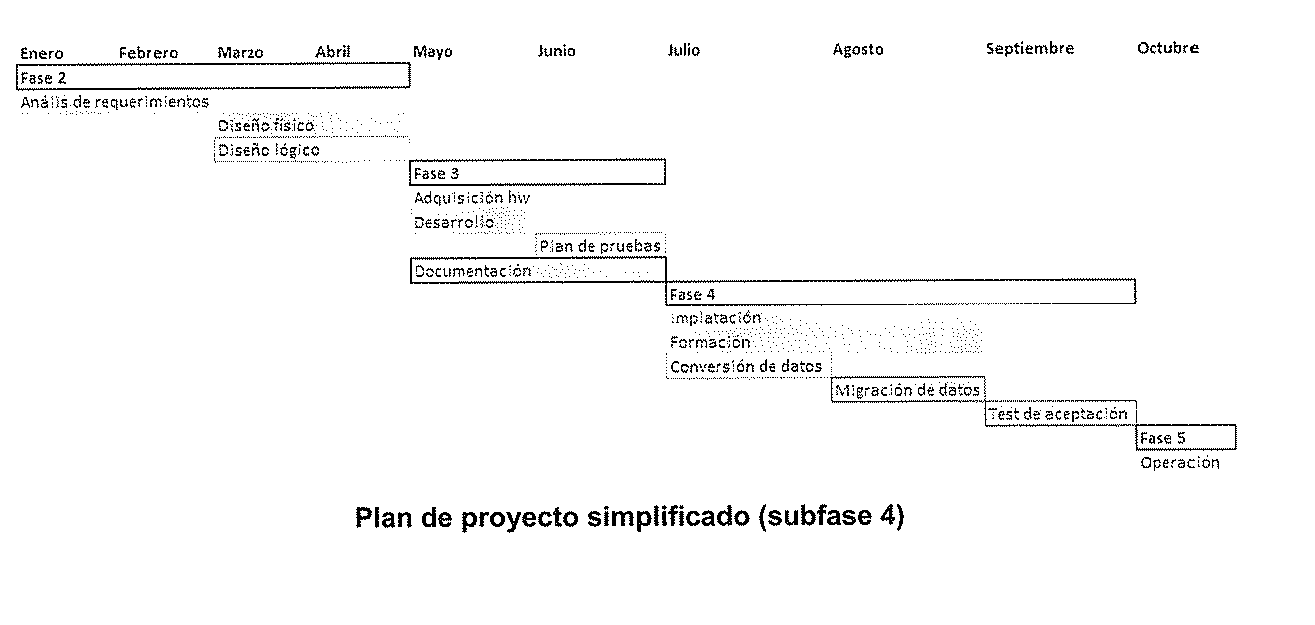 Enero Febrero Marzo Abril Mayo Junio Julio Agosto Septiembre Octubre
Fase 2
Anális de requerimientos
Diseño físico
Diseño lógico
Fase 3
Adquisición hw
Desarrollo
Plan de pruebas
Documentación
Fase 4
Implatación
Formación
Conversión de datos
Migración de datos
Test de aceptación
Fase 5
Operación
Plan de proyecto simplificado (subfase 4)